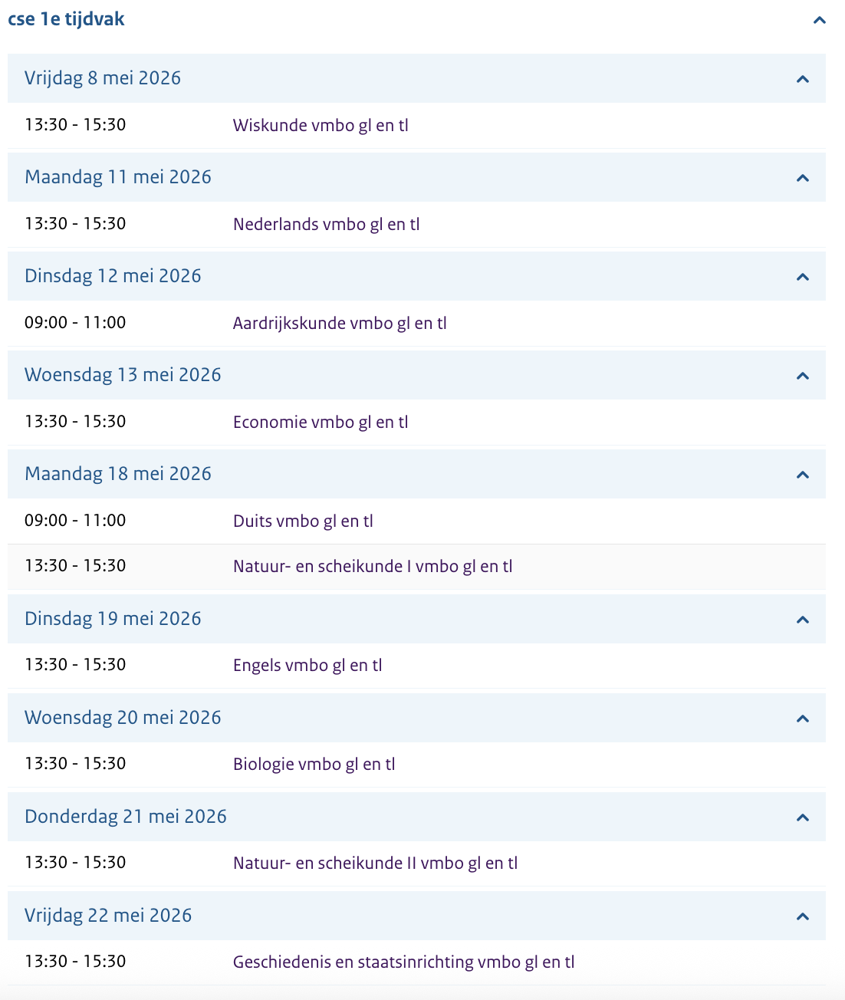 cse 1e tijdvak
Vrijdag 8 mei 2026
13:30 - 15:30 Wiskunde vmbo gl en tl
Maandag 11 mei 2026
13:30 - 15:30 Nederlands vmbo gl en tl
Dinsdag 12 mei 2026
09:00 - 11:00 Aardrijkskunde vmbo gl en tl
Woensdag 13 mei 2026
13:30 - 15:30 Economie vmbo gl en tl
Maandag 18 mei 2026
09:00 - 11:00 Duits vmbo gl en tl
13:30 - 15:30 Natuur- en scheikunde I vmbo gl en tl
Dinsdag 19 mei 2026
13:30 - 15:30 Engels vmbo gl en tl
Woensdag 20 mei 2026
13:30 - 15:30 Biologie vmbo gl en tl
Donderdag 21 mei 2026
13:30 - 15:30 Natuur- en scheikunde II vmbo gl en tl
Vrijdag 22 mei 2026
13:30 - 15:30 Geschiedenis en staatsinrichting vmbo gl en tl